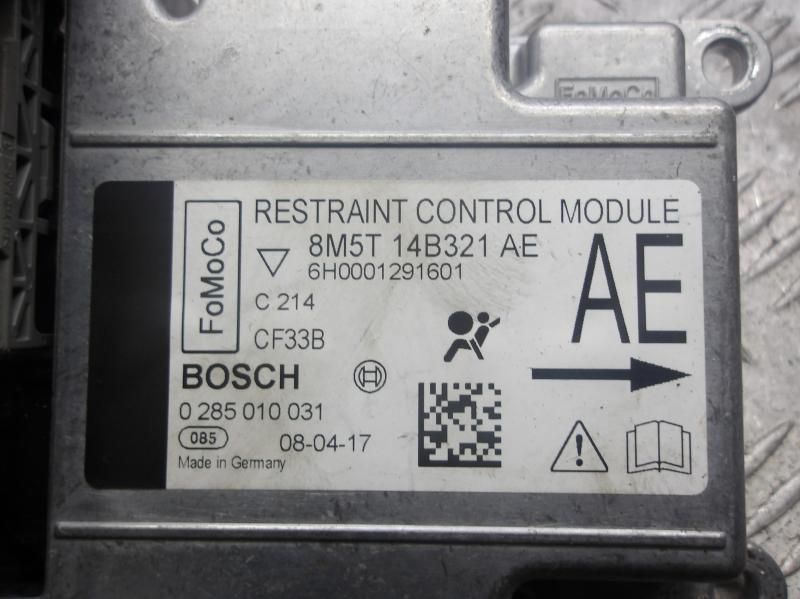 FoMoCo
RESTRAINT CONTROL MODULE
FoMoCo
8M5T 14B321 AE
6H0001291601
AE
C 214
CF33B
BOSCH
0 285 010 031
085
08-04-17
Made in Germany